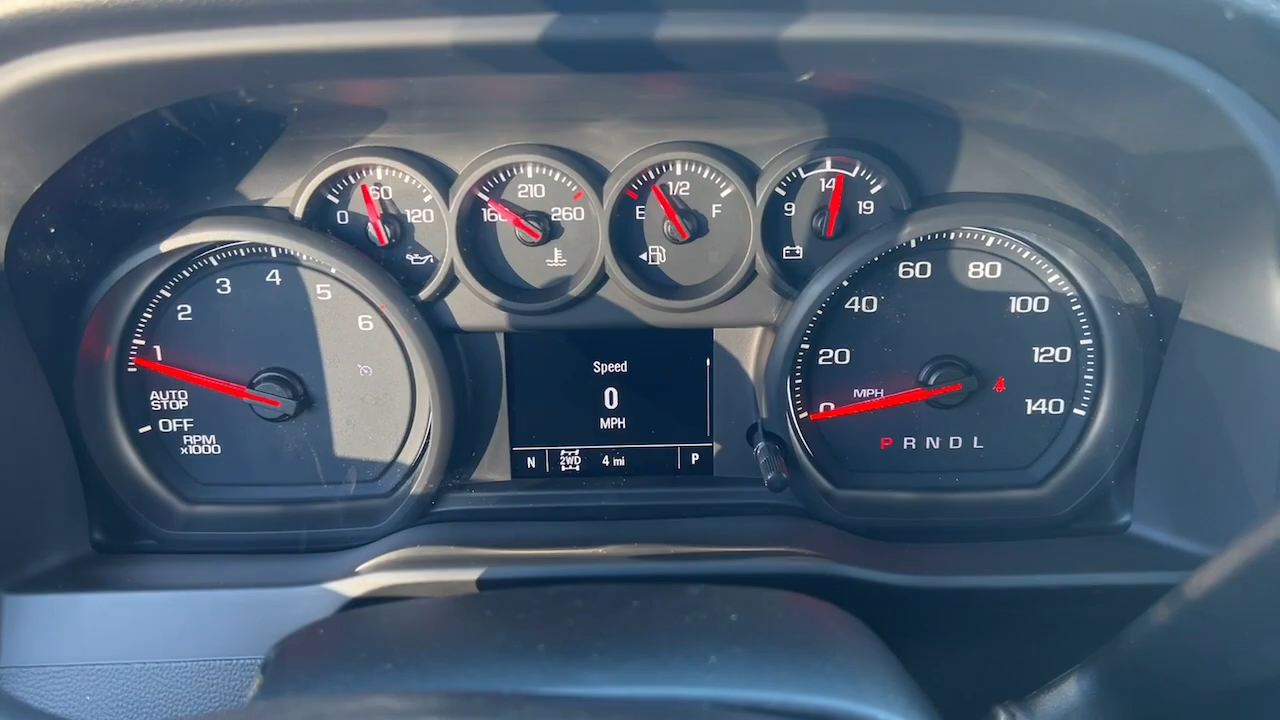 0 60 120
160 210 260
E 1/2 F
9 14 19
1 2 3 4 5 6
AUTO
STOP
OFF
RPM
x1000
Speed
0
MPH
N 2WD 4 mi P
0 20 40 60 80 100 120 140
MPH
4
P R N D L